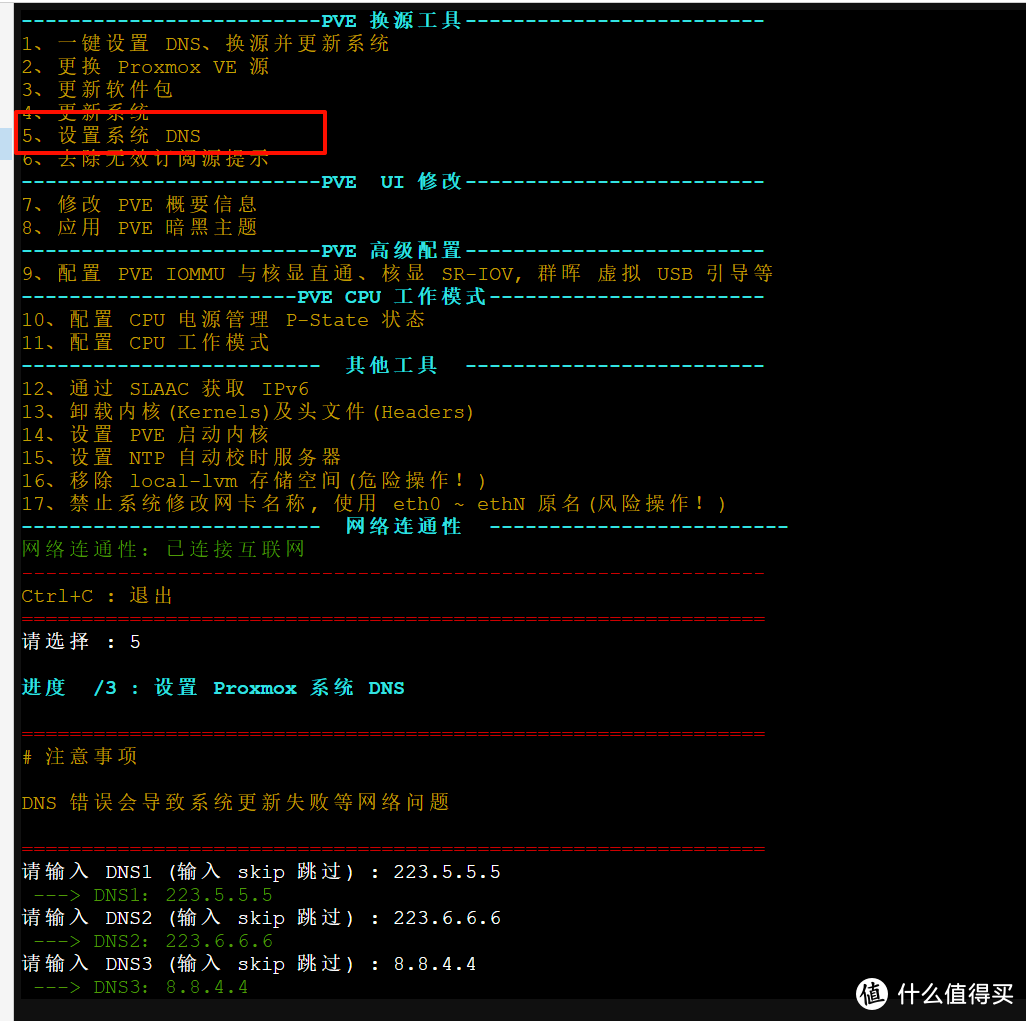 -------------------------PVE 换源工具-------------------------
1、一键设置 DNS、换源并更新系统
2、更换 Proxmox VE 源
3、更新软件包
4、更新系统
5、设置系统 DNS
6、去除无效订阅源提示
-------------------------PVE  UI 修改-------------------------
7、修改 PVE 概要信息
8、应用 PVE 暗黑主题
-------------------------PVE 高级配置-------------------------
9、配置 PVE IOMMU 与核显直通、核显 SR-IOV, 群晖 虚拟 USB 引导等
-----------------------PVE CPU 工作模式-----------------------
10、配置 CPU 电源管理 P-State 状态
11、配置 CPU 工作模式
-------------------------  其他工具  -------------------------
12、通过 SLAAC 获取 IPv6
13、卸载内核(Kernels)及头文件(Headers)
14、设置 PVE 启动内核
15、设置 NTP 自动校时服务器
16、移除 local-lvm 存储空间(危险操作！)
17、禁止系统修改网卡名称, 使用 eth0 ~ ethN 原名(风险操作！)
-------------------------  网络连通性  -------------------------
网络连通性: 已连接互联网
--------------------------------------------------------------
Ctrl+C : 退出
==============================================================
请选择 : 5
进度  /3 : 设置 Proxmox 系统 DNS
==============================================================
# 注意事项
DNS 错误会导致系统更新失败等网络问题
==============================================================
请输入 DNS1 (输入 skip 跳过) : 223.5.5.5
---> DNS1: 223.5.5.5
请输入 DNS2 (输入 skip 跳过) : 223.6.6.6
---> DNS2: 223.6.6.6
请输入 DNS3 (输入 skip 跳过) : 8.8.4.4
---> DNS3: 8.8.4.4
值 什么值得买